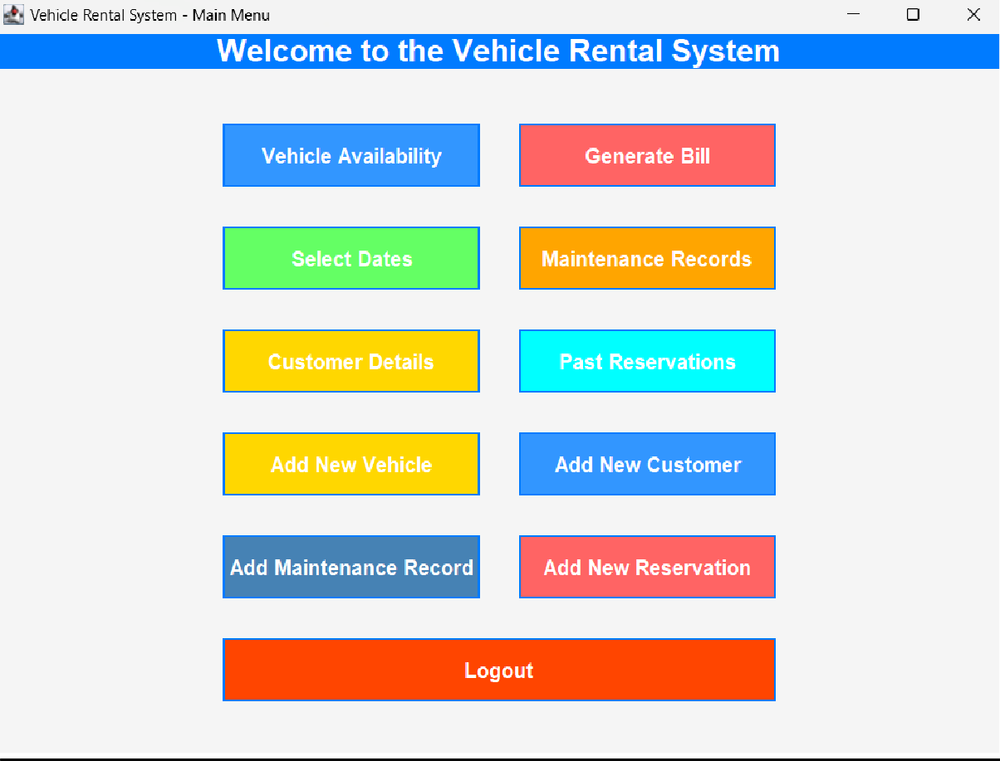 Vehicle Rental System - Main Menu
Welcome to the Vehicle Rental System
Vehicle Availability
Generate Bill
Select Dates
Maintenance Records
Customer Details
Past Reservations
Add New Vehicle
Add New Customer
Add Maintenance Record
Add New Reservation
Logout